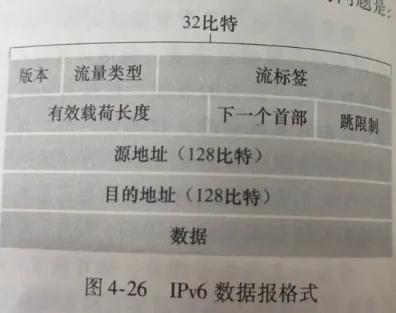 问题是：
32比特
版本 流量类型 流标签
有效载荷长度 下一个首部 跳限制
源地址（128比特）
目的地址（128比特）
数据
图 4-26 IPv6 数据报格式